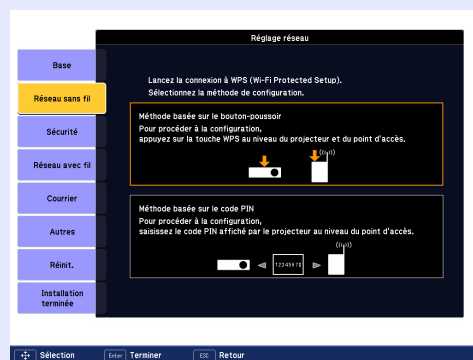 Réglage réseau
Base
Réseau sans fil
Sécurité
Réseau avec fil
Courrier
Autres
Réinit.
Installation
terminée
Lancez la connexion à WPS (Wi-Fi Protected Setup).
Sélectionnez la méthode de configuration.
Méthode basée sur le bouton-poussoir
Pour procéder à la configuration,
appuyez sur la touche WPS au niveau du projecteur et du point d'accès.
Méthode basée sur le code PIN
Pour procéder à la configuration,
saisissez le code PIN affiché par le projecteur au niveau du point d'accès.
12345678
Sélection
Enter Terminer
ESC Retour